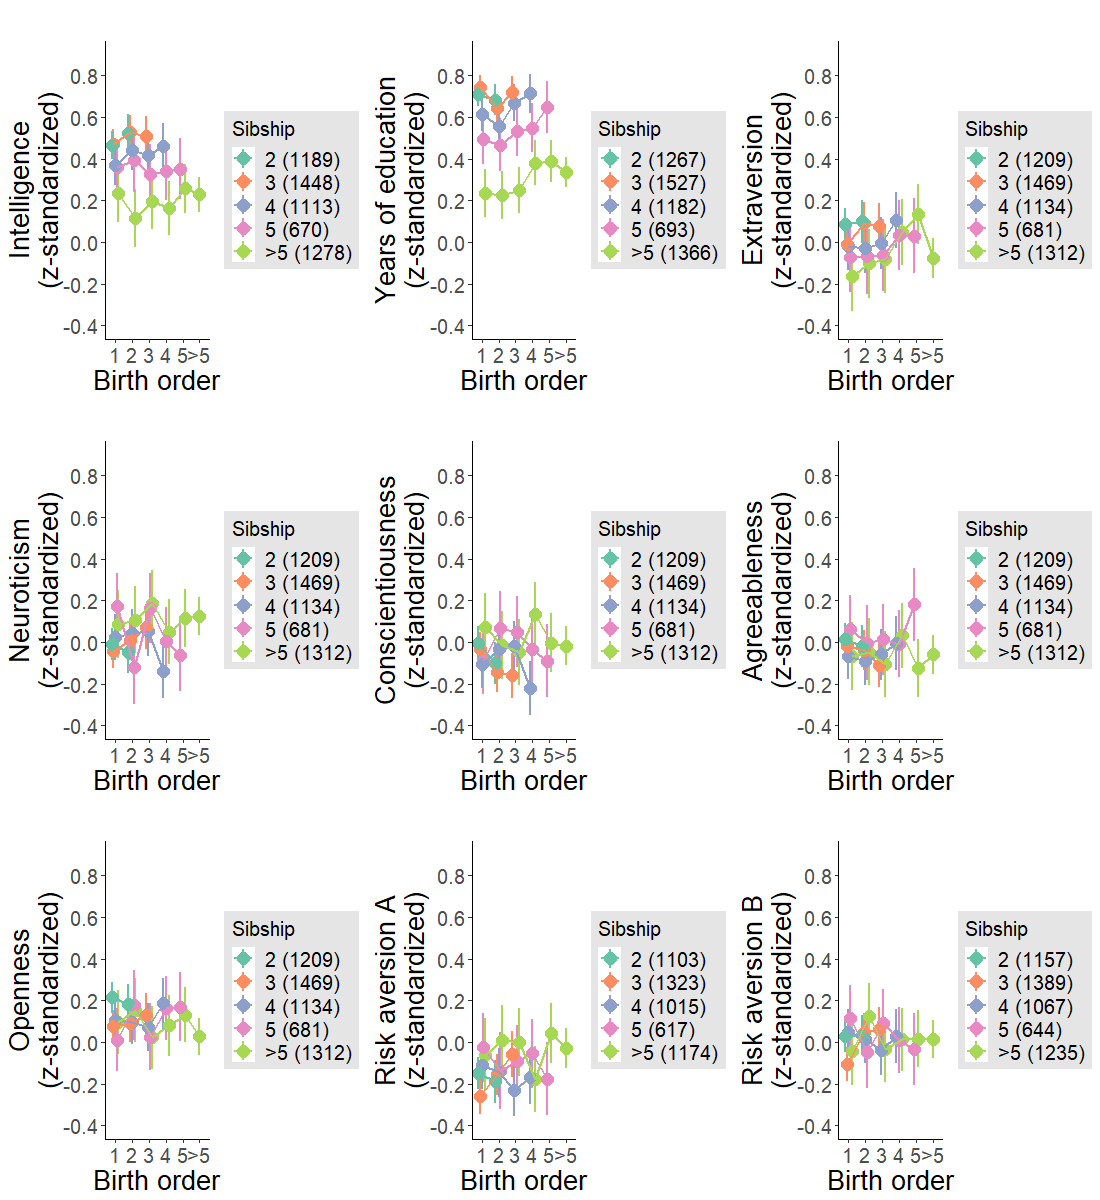 Intelligence
(z-standardized)
0.8
0.6
0.4
0.2
0.0
-0.2
-0.4
1 2 3 4 5>5
Birth order
Sibship
2 (1189)
3 (1448)
4 (1113)
5 (670)
>5 (1278)
Years of education
(z-standardized)
0.8
0.6
0.4
0.2
0.0
-0.2
-0.4
1 2 3 4 5>5
Birth order
Sibship
2 (1267)
3 (1527)
4 (1182)
5 (693)
>5 (1366)
Extraversion
(z-standardized)
0.8
0.6
0.4
0.2
0.0
-0.2
-0.4
1 2 3 4 5>5
Birth order
Sibship
2 (1209)
3 (1469)
4 (1134)
5 (681)
>5 (1312)
Neuroticism
(z-standardized)
0.8
0.6
0.4
0.2
0.0
-0.2
-0.4
1 2 3 4 5>5
Birth order
Sibship
2 (1209)
3 (1469)
4 (1134)
5 (681)
>5 (1312)
Conscientiousness
(z-standardized)
0.8
0.6
0.4
0.2
0.0
-0.2
-0.4
1 2 3 4 5>5
Birth order
Sibship
2 (1209)
3 (1469)
4 (1134)
5 (681)
>5 (1312)
Agreeableness
(z-standardized)
0.8
0.6
0.4
0.2
0.0
-0.2
-0.4
1 2 3 4 5>5
Birth order
Sibship
2 (1209)
3 (1469)
4 (1134)
5 (681)
>5 (1312)
Openness
(z-standardized)
0.8
0.6
0.4
0.2
0.0
-0.2
-0.4
1 2 3 4 5>5
Birth order
Sibship
2 (1209)
3 (1469)
4 (1134)
5 (681)
>5 (1312)
Risk aversion A
(z-standardized)
0.8
0.6
0.4
0.2
0.0
-0.2
-0.4
1 2 3 4 5>5
Birth order
Sibship
2 (1103)
3 (1323)
4 (1015)
5 (617)
>5 (1174)
Risk aversion B
(z-standardized)
0.8
0.6
0.4
0.2
0.0
-0.2
-0.4
1 2 3 4 5>5
Birth order
Sibship
2 (1157)
3 (1389)
4 (1067)
5 (644)
>5 (1235)